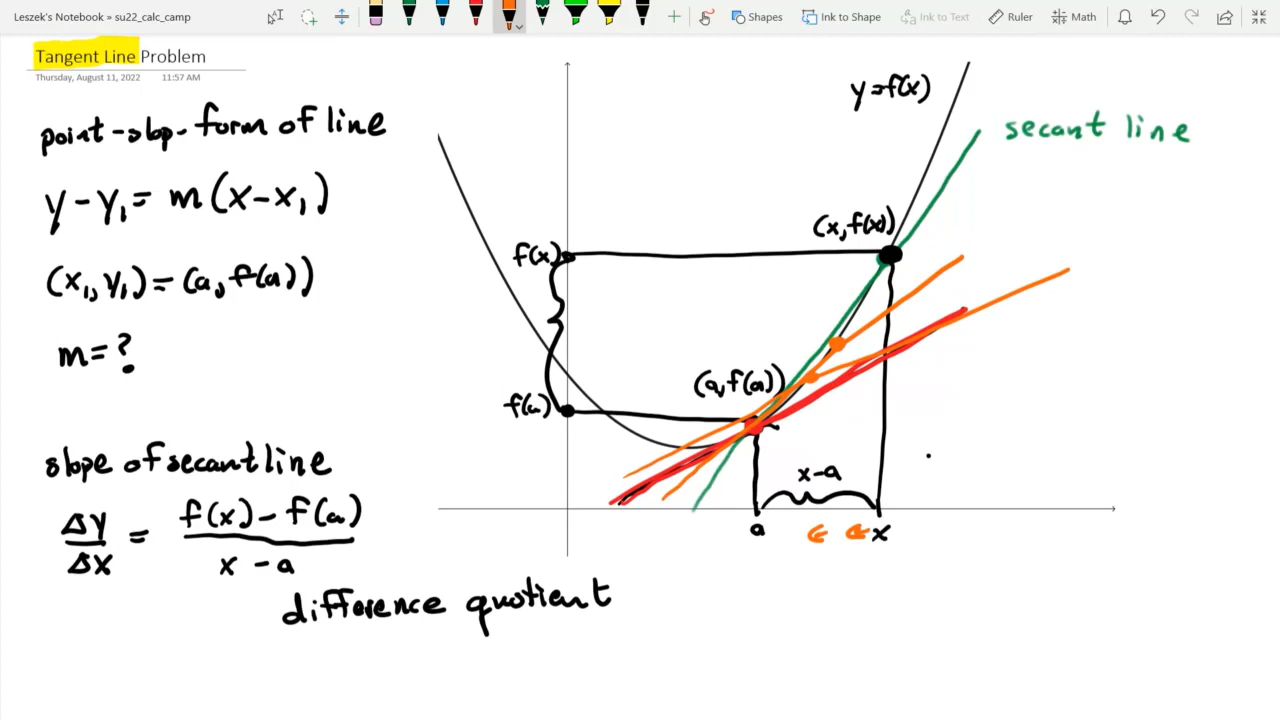 Leszek's Notebook » su22_calc_camp
Shapes
Ink to Shape
Ink to Text
Ruler
Math
Tangent Line Problem
Thursday, August 11, 2022 11:57 AM
point-slop- form of line
y - y₁ = m(x - x₁)
(x₁, y₁) = (a, f(a))
m = ?
slope of secant line
Δy/Δx = (f(x) - f(a))/(x - a)
difference quotient
y = f(x)
secant line
(x, f(x))
f(x)
(a, f(a))
f(a)
x - a
a
x